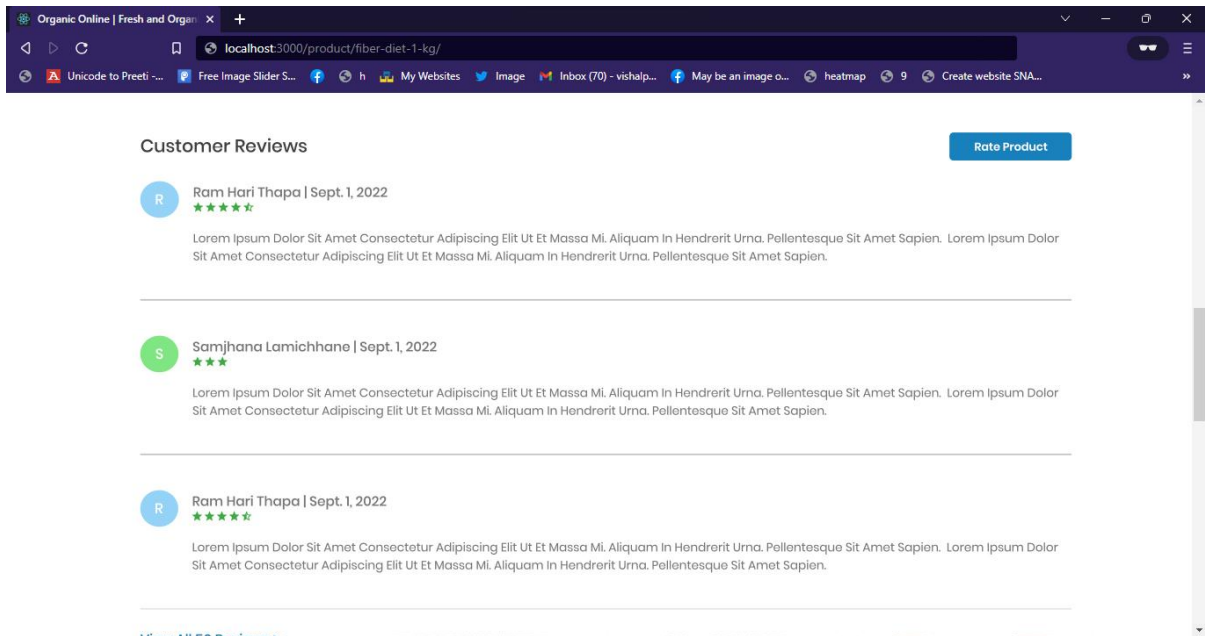 Organic Online | Fresh and Organ
localhost:3000/product/fiber-diet-1-kg/
Unicode to Preeti -... Free Image Slider S... h My Websites Image Inbox (70) - vishalp... May be an image o... heatmap 9 Create website SNA...
Customer Reviews
Rate Product
R
Ram Hari Thapa | Sept. 1, 2022
Lorem Ipsum Dolor Sit Amet Consectetur Adipiscing Elit Ut Et Massa Mi. Aliquam In Hendrerit Urna. Pellentesque Sit Amet Sapien. Lorem Ipsum Dolor
Sit Amet Consectetur Adipiscing Elit Ut Et Massa Mi. Aliquam In Hendrerit Urna. Pellentesque Sit Amet Sapien.
S
Samjhana Lamichhane | Sept. 1, 2022
Lorem Ipsum Dolor Sit Amet Consectetur Adipiscing Elit Ut Et Massa Mi. Aliquam In Hendrerit Urna. Pellentesque Sit Amet Sapien. Lorem Ipsum Dolor
Sit Amet Consectetur Adipiscing Elit Ut Et Massa Mi. Aliquam In Hendrerit Urna. Pellentesque Sit Amet Sapien.
R
Ram Hari Thapa | Sept. 1, 2022
Lorem Ipsum Dolor Sit Amet Consectetur Adipiscing Elit Ut Et Massa Mi. Aliquam In Hendrerit Urna. Pellentesque Sit Amet Sapien. Lorem Ipsum Dolor
Sit Amet Consectetur Adipiscing Elit Ut Et Massa Mi. Aliquam In Hendrerit Urna. Pellentesque Sit Amet Sapien.
View All